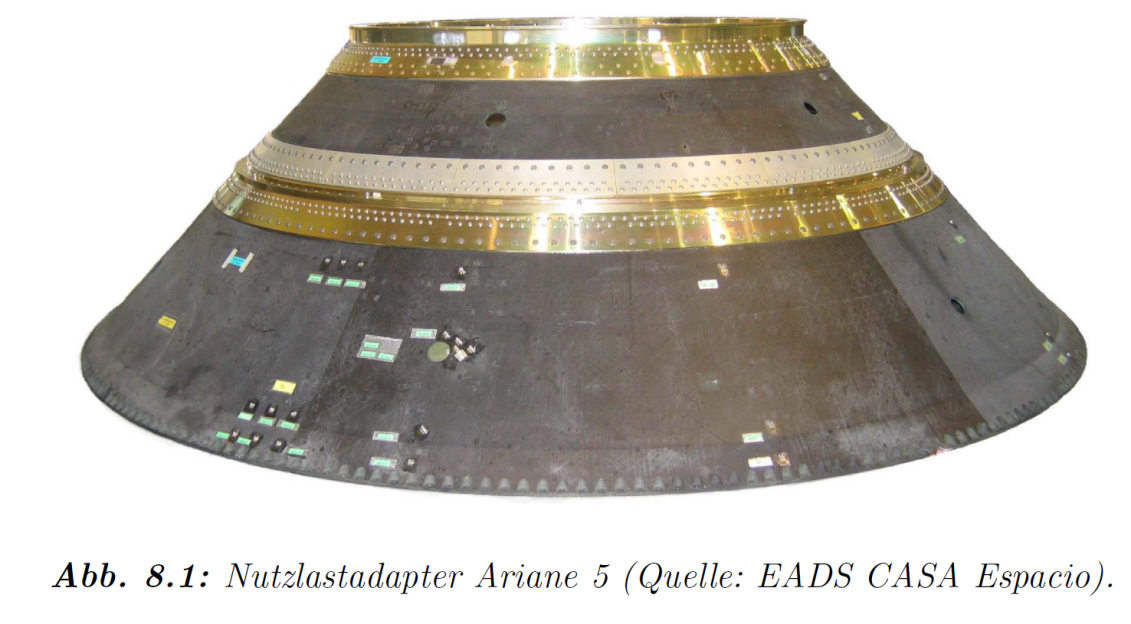 Abb. 8.1: Nutzlastadapter Ariane 5 (Quelle: EADS CASA Espacio).